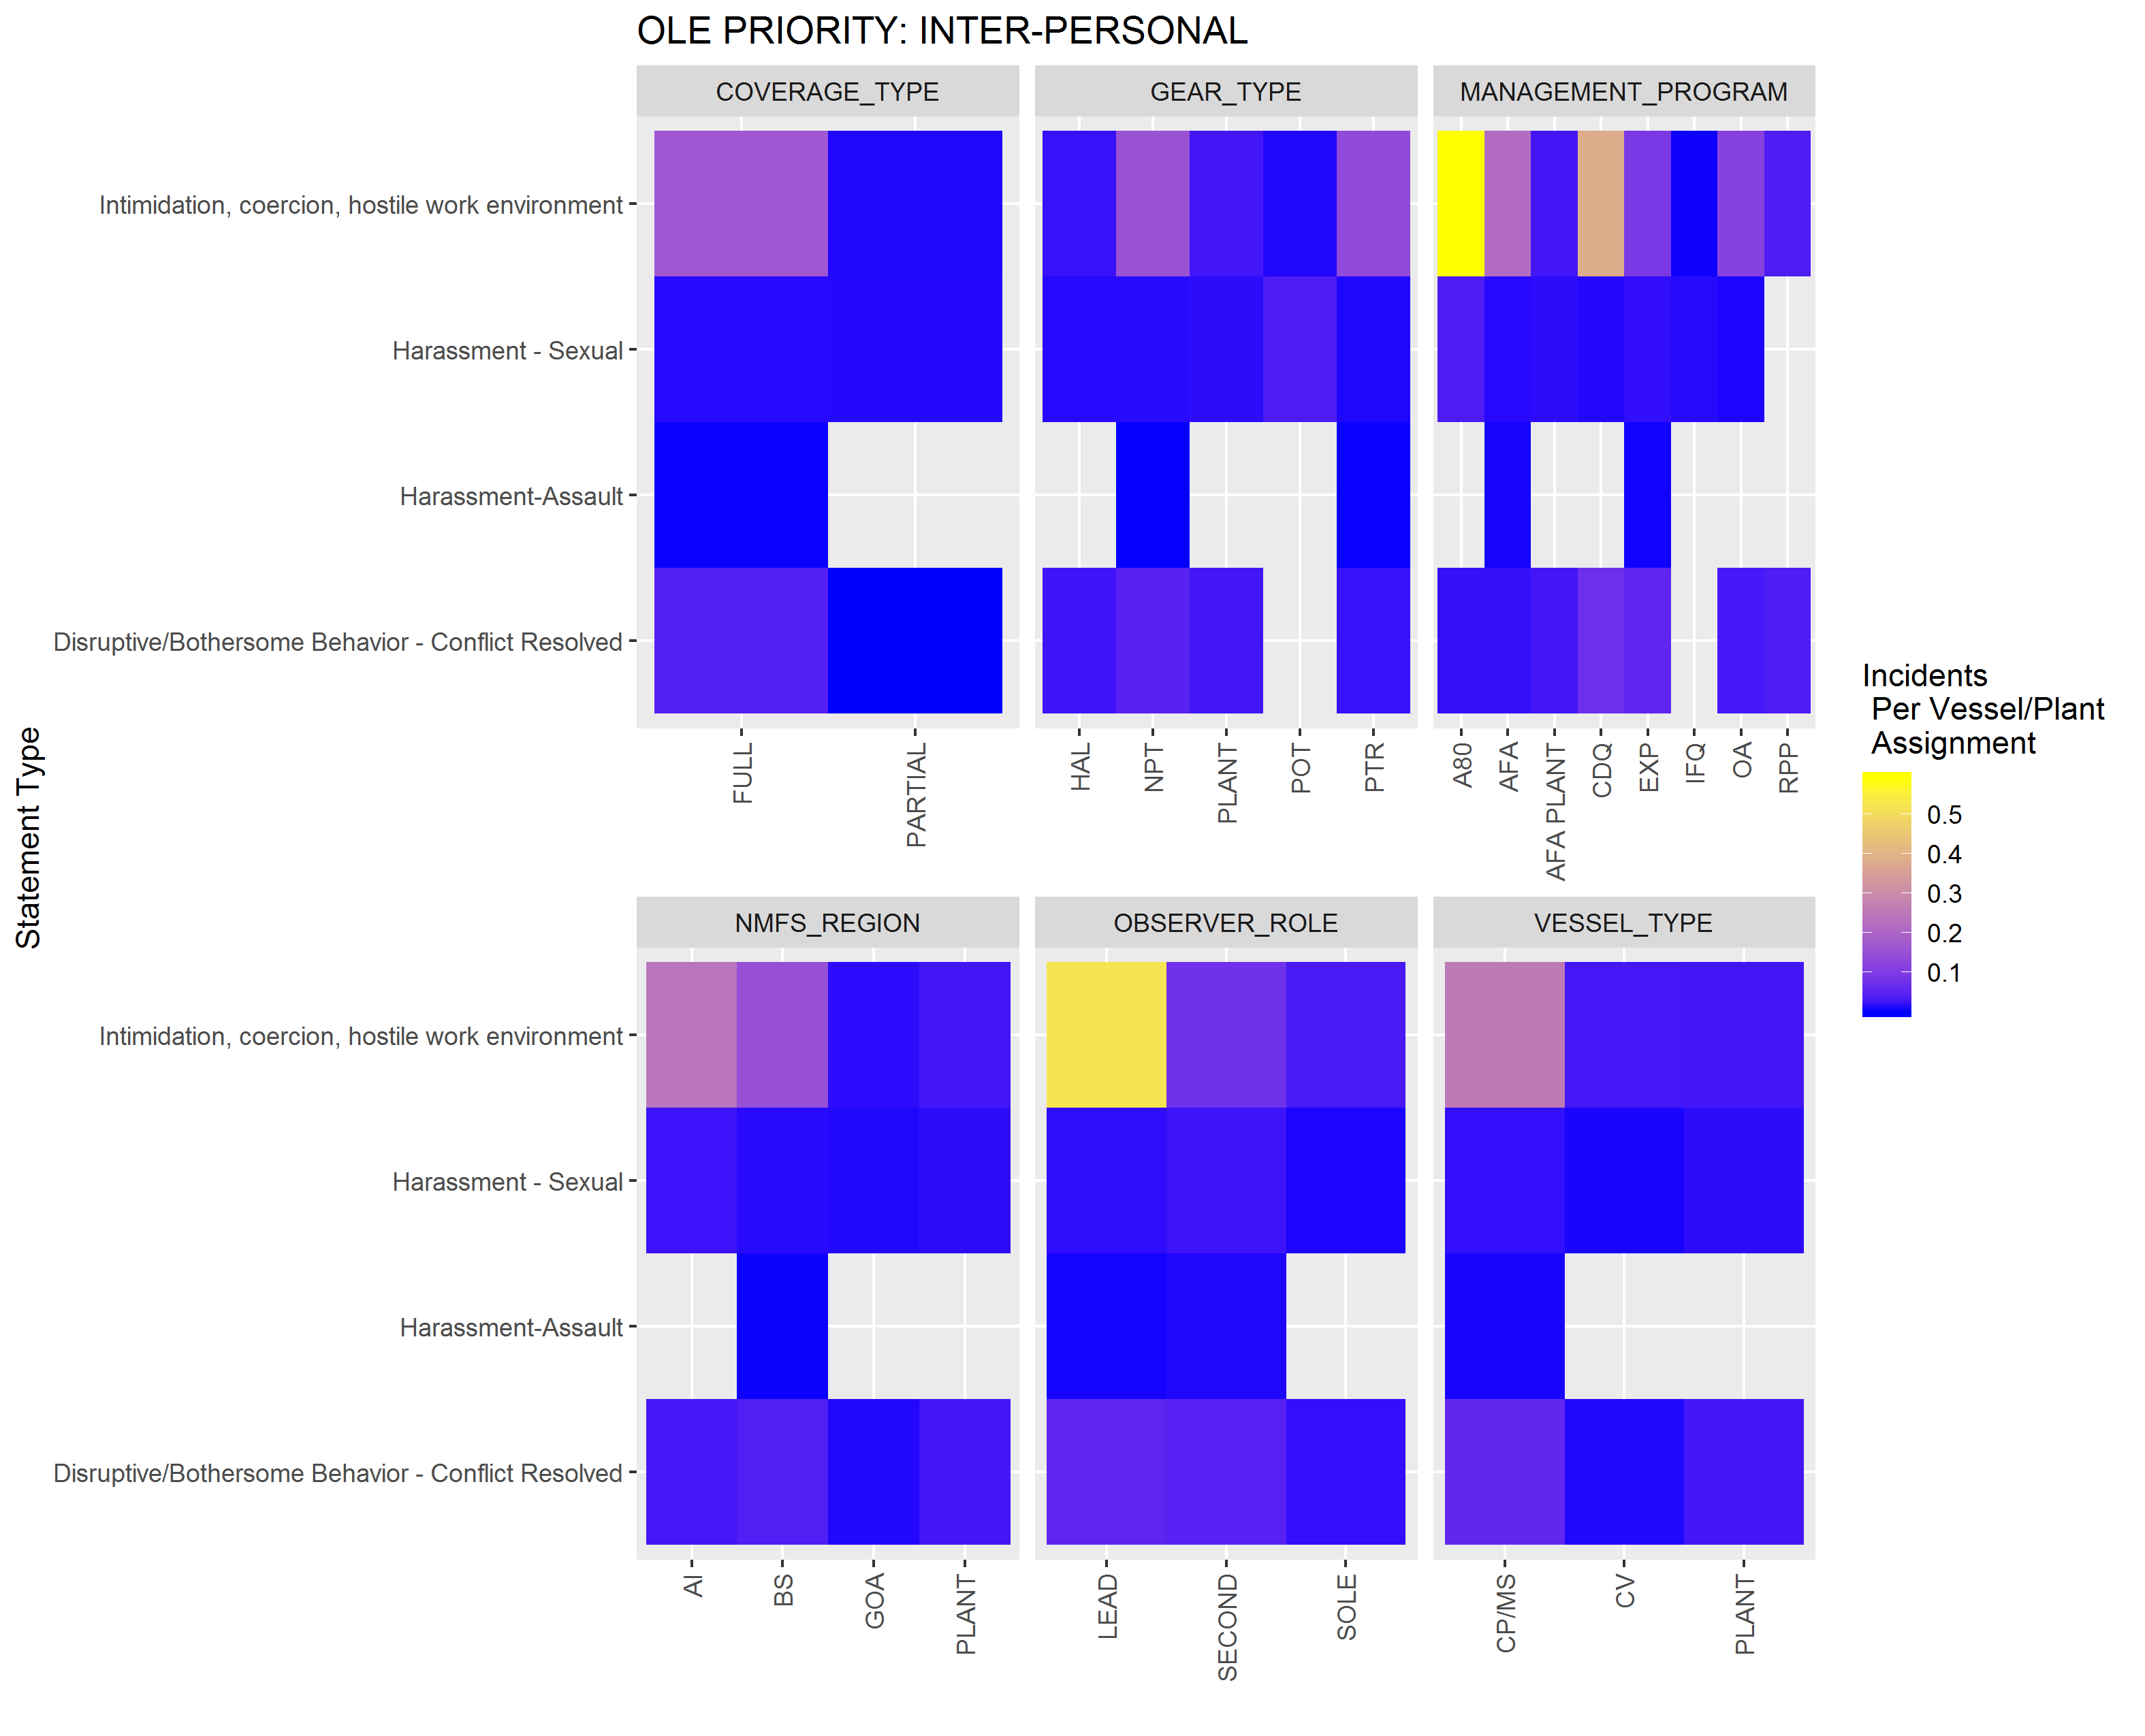 OLE PRIORITY: INTER-PERSONAL
COVERAGE_TYPE
GEAR_TYPE
MANAGEMENT_PROGRAM
Statement Type
Intimidation, coercion, hostile work environment
Harassment - Sexual
Harassment-Assault
Disruptive/Bothersome Behavior - Conflict Resolved
FULL
PARTIAL
HAL
NPT
PLANT
POT
PTR
A80
AFA
AFA PLANT
CDQ
EXP
IFQ
OA
RPP
NMFS_REGION
OBSERVER_ROLE
VESSEL_TYPE
Intimidation, coercion, hostile work environment
Harassment - Sexual
Harassment-Assault
Disruptive/Bothersome Behavior - Conflict Resolved
AI
BS
GOA
PLANT
LEAD
SECOND
SOLE
CP/MS
CV
PLANT
Incidents
Per Vessel/Plant
Assignment
0.5
0.4
0.3
0.2
0.1